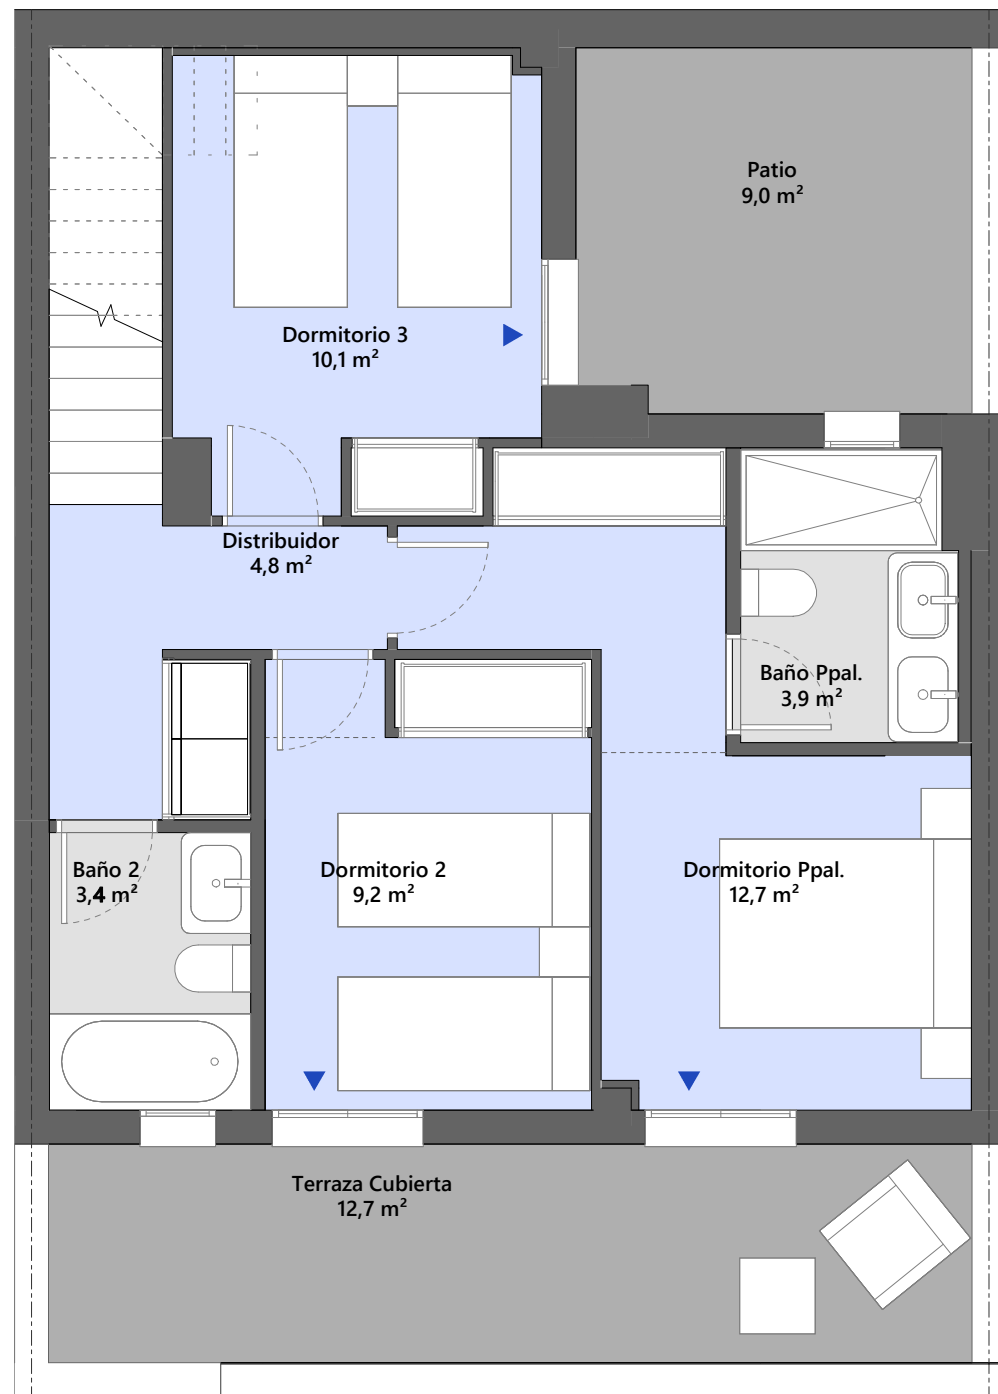 Patio
9,0 m²
Dormitorio 3
10,1 m²
Distribuidor
4,8 m²
Baño Ppal.
3,9 m²
Baño 2
3,4 m²
Dormitorio 2
9,2 m²
Dormitorio Ppal.
12,7 m²
Terraza Cubierta
12,7 m²